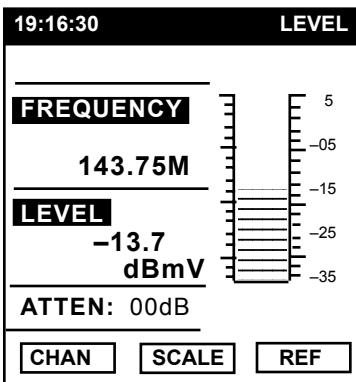 19:16:30 LEVEL
FREQUENCY
143.75M
LEVEL
–13.7
dBmV
ATTEN: 00dB
5
–05
–15
–25
–35
CHAN SCALE REF